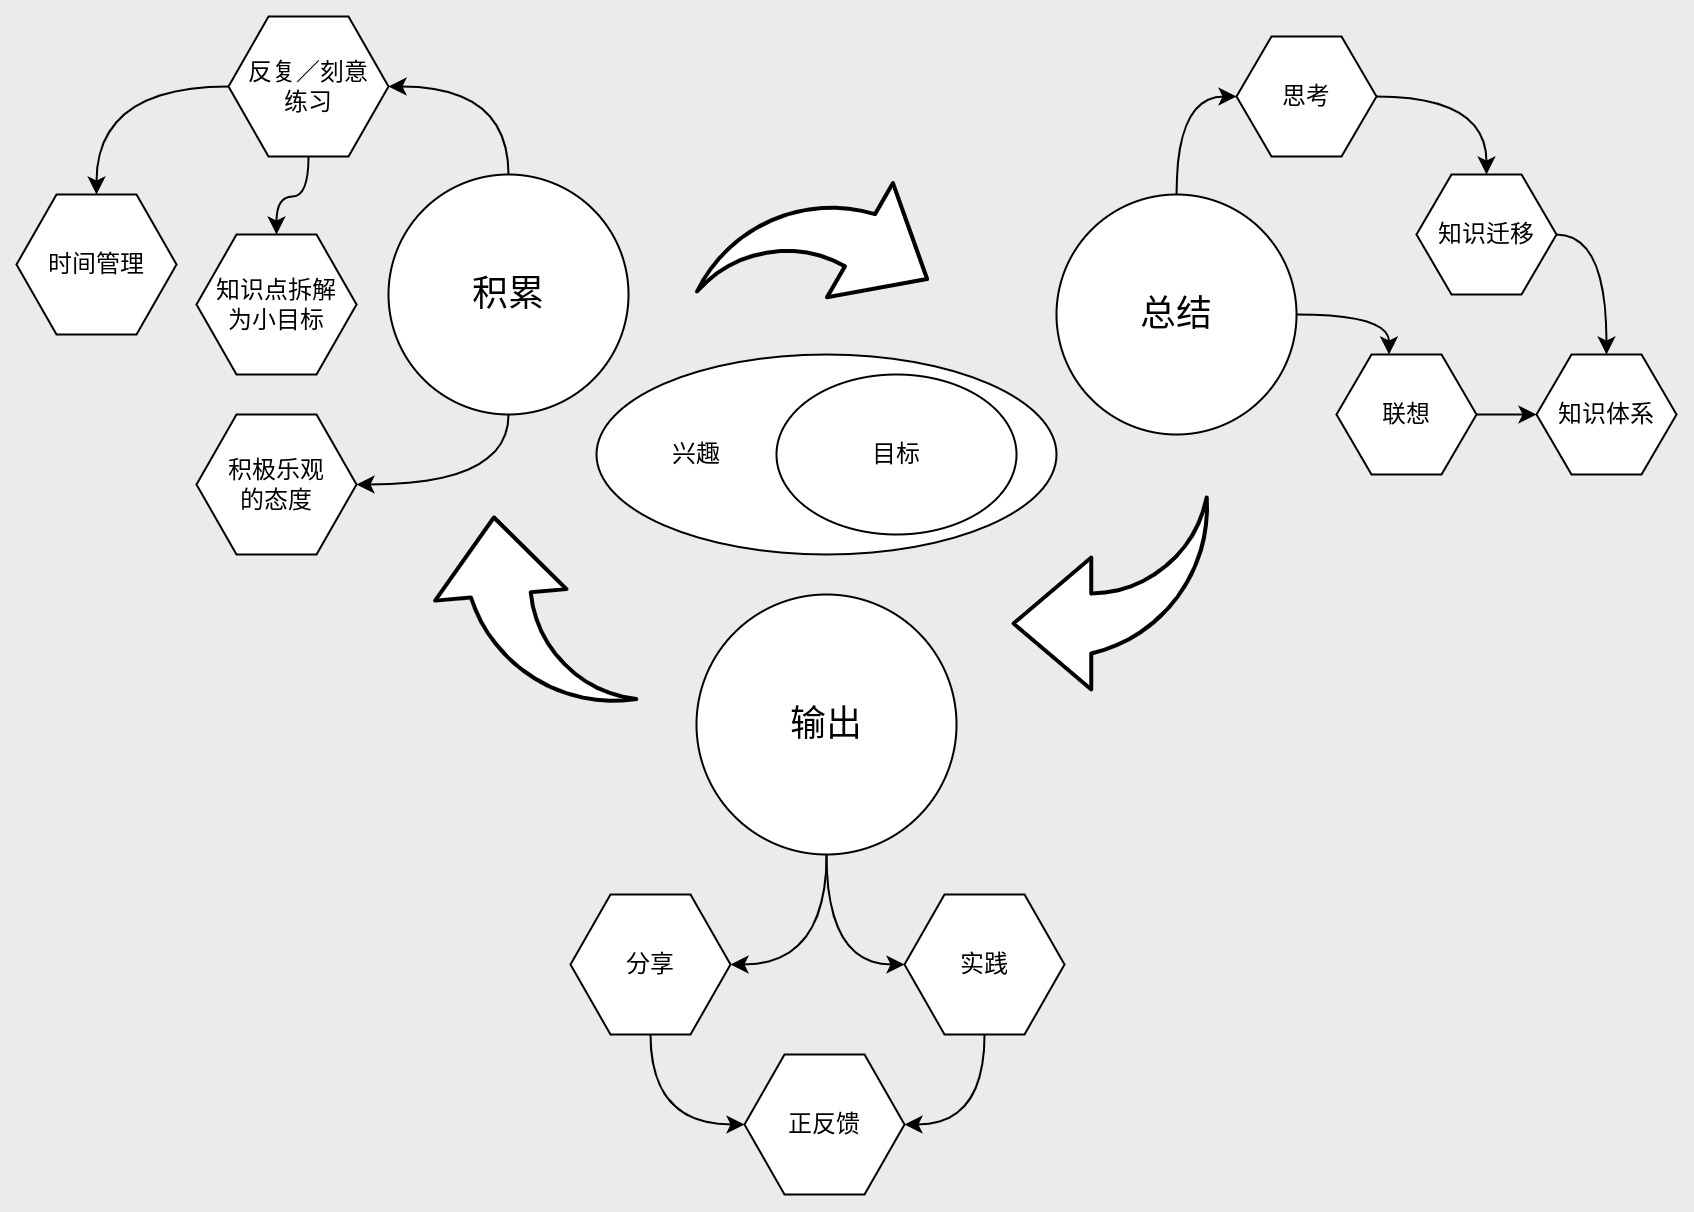 反复／刻意
练习
时间管理
知识点拆解
为小目标
积累
积极乐观
的态度
思考
知识迁移
总结
联想
知识体系
兴趣
目标
输出
分享
实践
正反馈